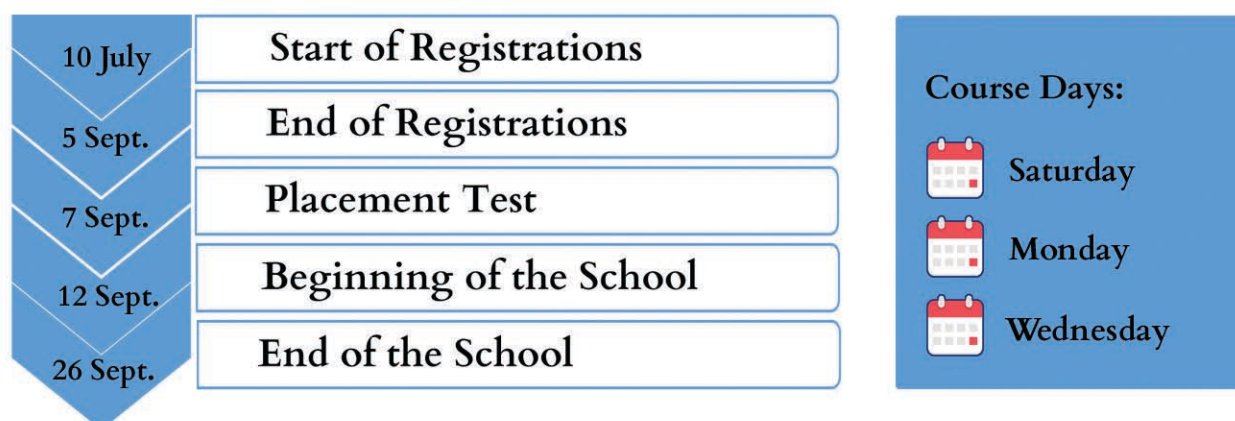 10 July
Start of Registrations
5 Sept.
End of Registrations
7 Sept.
Placement Test
12 Sept.
Beginning of the School
26 Sept.
End of the School
Course Days:
Saturday
Monday
Wednesday